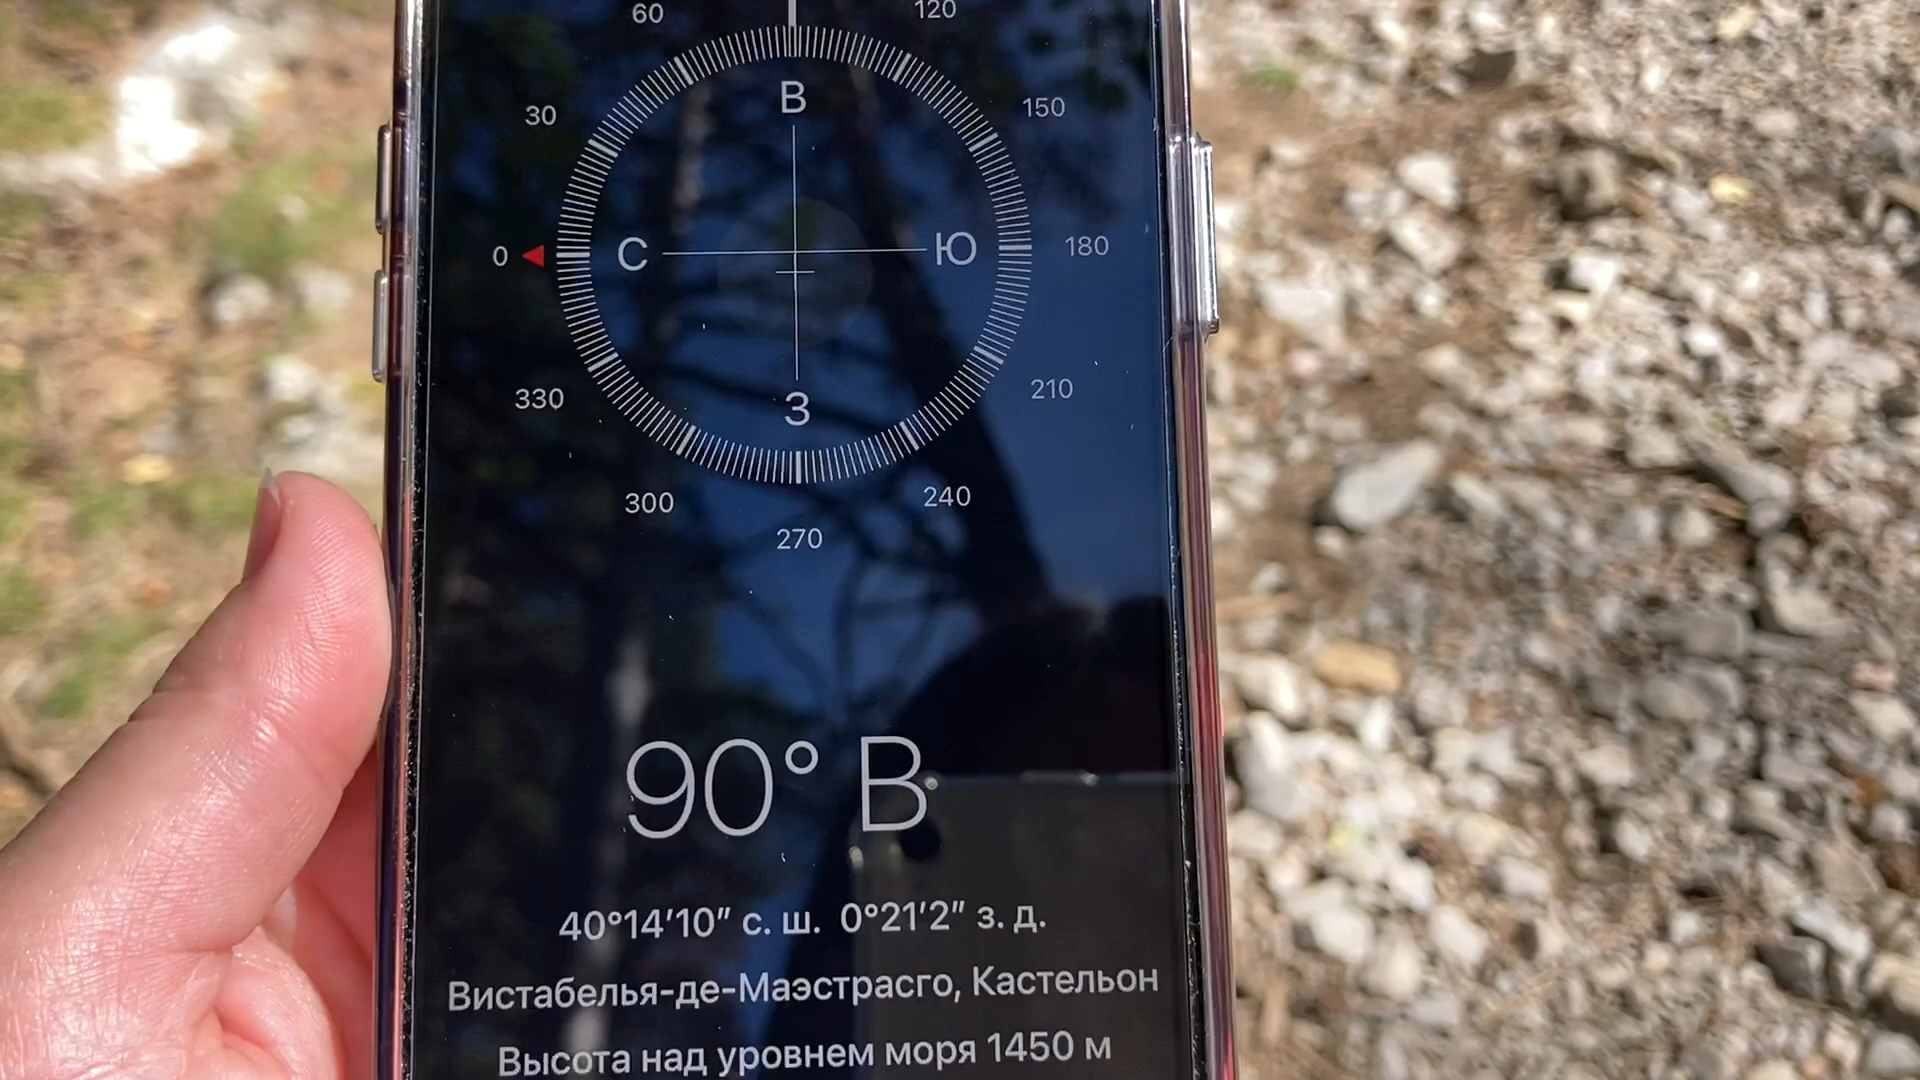 60 120
В
30 150
0 С Ю 180
330 210
З
300 240
270
90° В
40°14′10″ с. ш. 0°21′2″ з. д.
Вистабелья-де-Маэстрасго, Кастельон
Высота над уровнем моря 1450 м